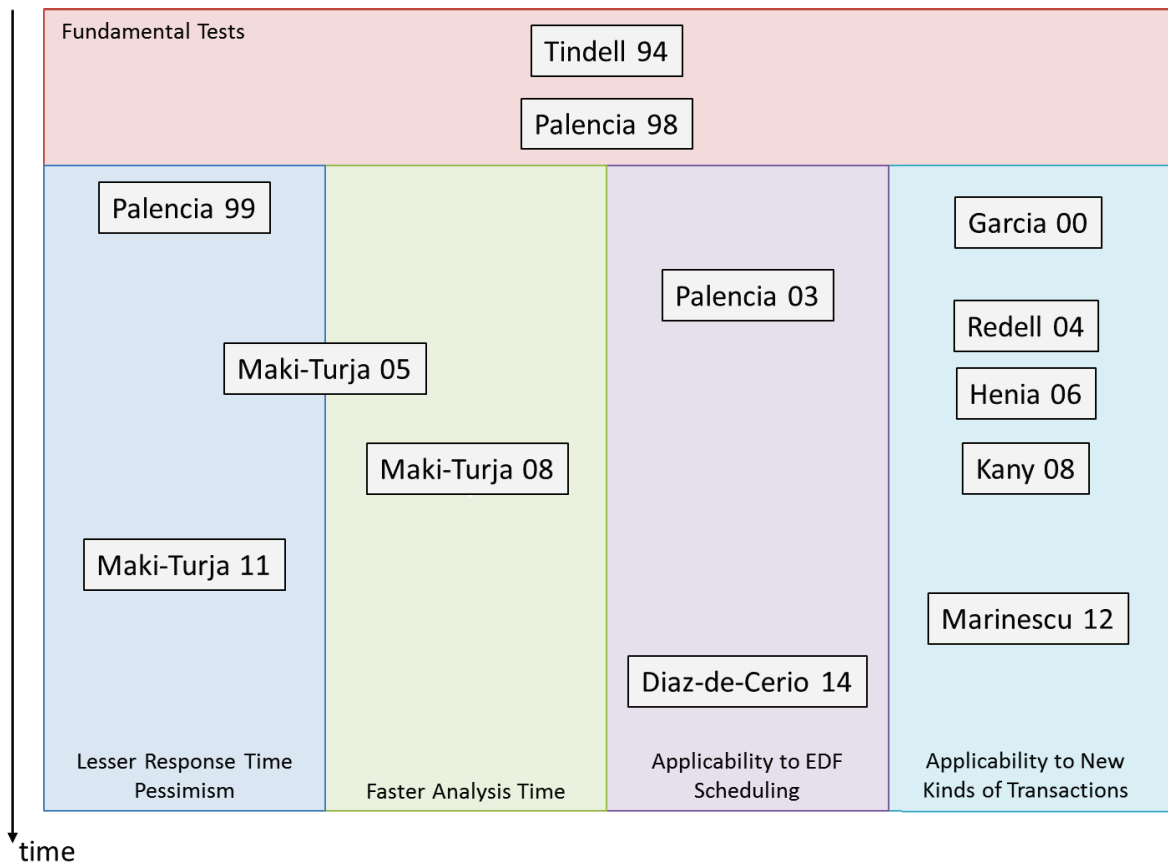 Fundamental Tests
Tindell 94
Palencia 98
Palencia 99
Garcia 00
Palencia 03
Redell 04
Maki-Turja 05
Henia 06
Maki-Turja 08
Kany 08
Maki-Turja 11
Marinescu 12
Diaz-de-Cerio 14
Lesser Response Time
Pessimism
Faster Analysis Time
Applicability to EDF
Scheduling
Applicability to New
Kinds of Transactions
time